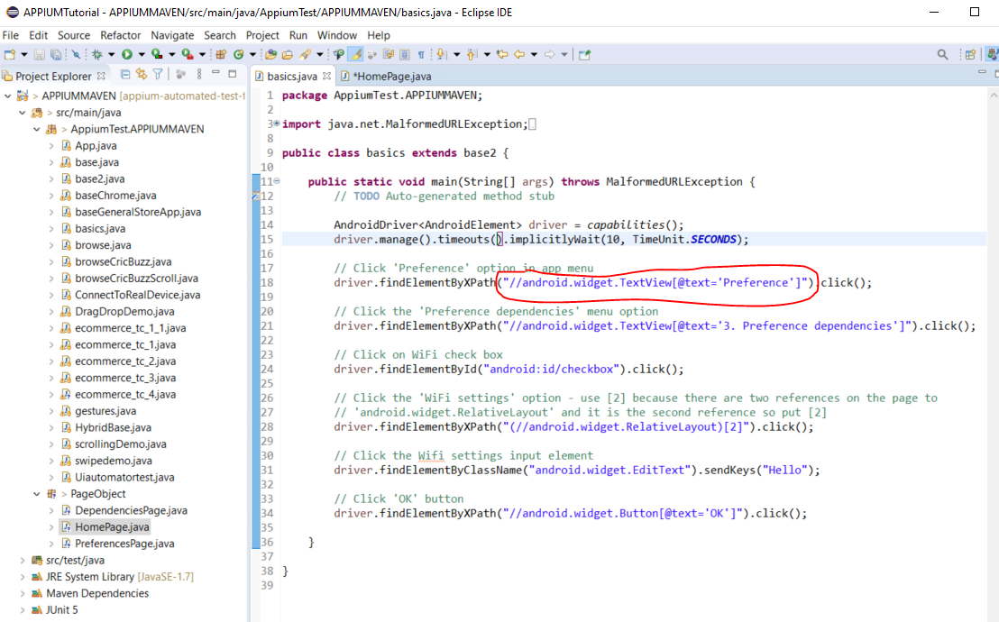 APPIUMTutorial - APPIUMMAVEN/src/main/java/AppiumTest/APPIUMMAVEN/basics.java - Eclipse IDE
File Edit Source Refactor Navigate Search Project Run Window Help
Project Explorer
APPIUMMAVEN [appium-automated-test-f
src/main/java
AppiumTest.APPIUMMAVEN
App.java
base.java
base2.java
baseChrome.java
baseGeneralStoreApp.java
basics.java
browse.java
browseCricBuzz.java
browseCricBuzzScroll.java
ConnectToRealDevice.java
DragDropDemo.java
ecommerce_tc_1_1.java
ecommerce_tc_1.java
ecommerce_tc_2.java
ecommerce_tc_3.java
ecommerce_tc_4.java
gestures.java
HybridBase.java
scrollingDemo.java
swipedemo.java
Uiautomatortest.java
PageObject
DependenciesPage.java
HomePage.java
PreferencesPage.java
src/test/java
JRE System Library [JavaSE-1.7]
Maven Dependencies
JUnit 5
basics.java *HomePage.java
1 package AppiumTest.APPIUMMAVEN;
2
3 import java.net.MalformedURLException;
8
9 public class basics extends base2 {
10
11 public static void main(String[] args) throws MalformedURLException {
12 // TODO Auto-generated method stub
13
14 AndroidDriver<AndroidElement> driver = capabilities();
15 driver.manage().timeouts().implicitlyWait(10, TimeUnit.SECONDS);
16
17 // Click 'Preference' option in app menu
18 driver.findElementByXPath("//android.widget.TextView[@text='Preference']").click();
19
20 // Click the 'Preference dependencies' menu option
21 driver.findElementByXPath("//android.widget.TextView[@text='3. Preference dependencies']").click();
22
23 // Click on WiFi check box
24 driver.findElementById("android:id/checkbox").click();
25
26 // Click the 'WiFi settings' option - use [2] because there are two references on the page to
27 // 'android.widget.RelativeLayout' and it is the second reference so put [2]
28 driver.findElementByXPath("(//android.widget.RelativeLayout)[2]").click();
29
30 // Click the Wifi settings input element
31 driver.findElementByClassName("android.widget.EditText").sendKeys("Hello");
32
33 // Click 'OK' button
34 driver.findElementByXPath("//android.widget.Button[@text='OK']").click();
35
36 }
37
38 }
39